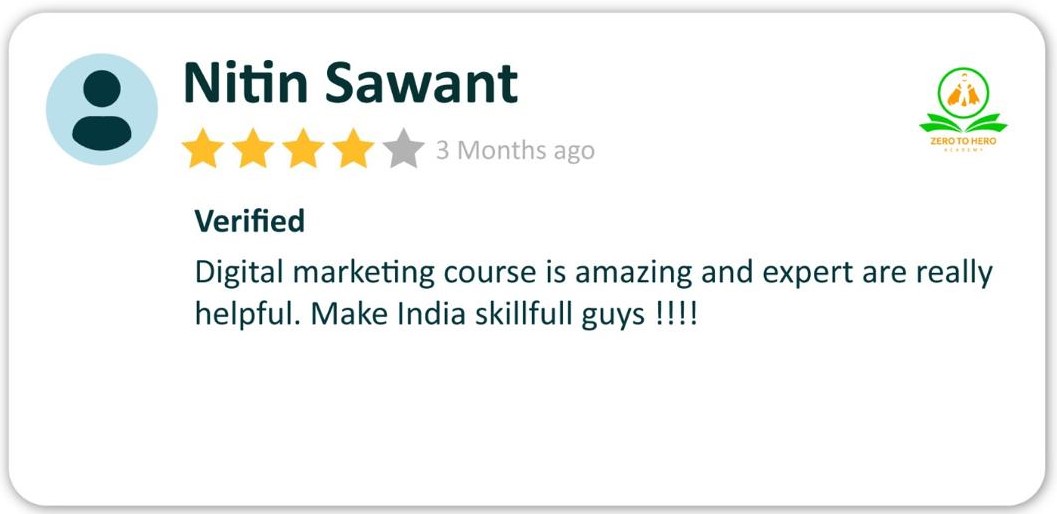 Nitin Sawant
3 Months ago
ZERO TO HERO
ACADEMY
Verified
Digital marketing course is amazing and expert are really
helpful. Make India skillfull guys !!!!